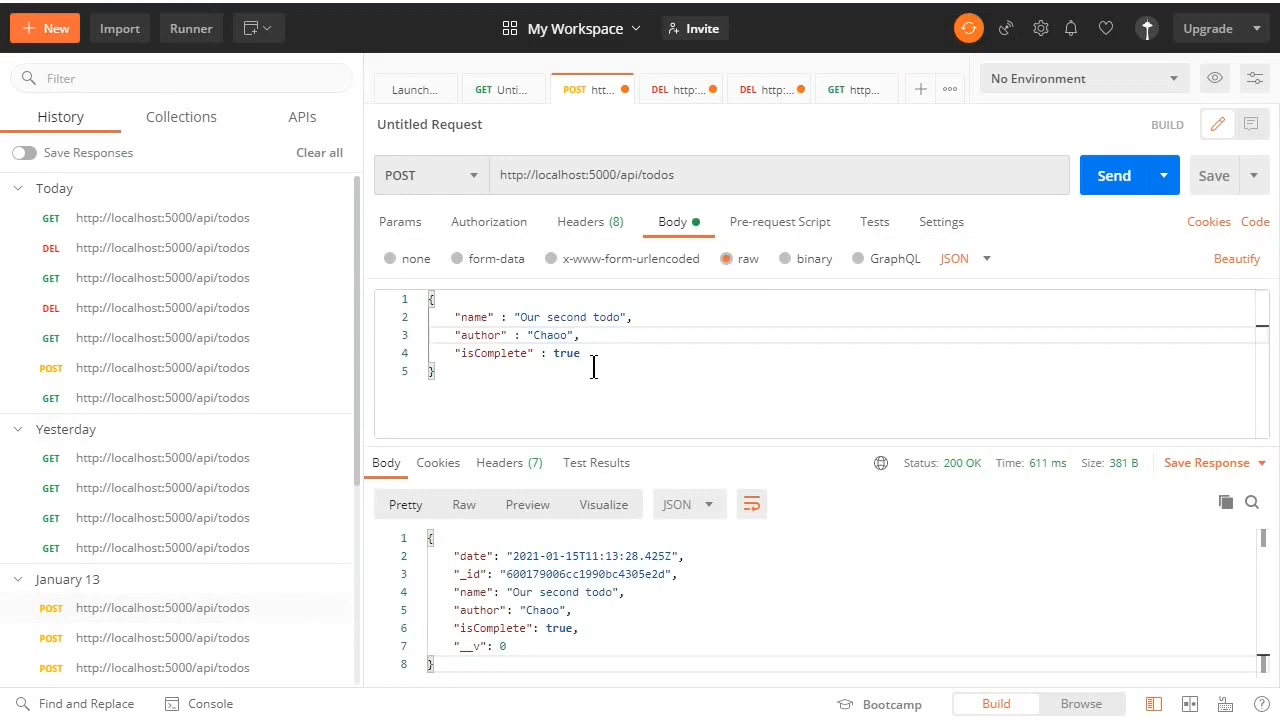 New
Import
Runner
My Workspace
Invite
Upgrade
Filter
History
Collections
APIs
Save Responses
Clear all
Today
GET http://localhost:5000/api/todos
DEL http://localhost:5000/api/todos
GET http://localhost:5000/api/todos
DEL http://localhost:5000/api/todos
GET http://localhost:5000/api/todos
POST http://localhost:5000/api/todos
GET http://localhost:5000/api/todos
Yesterday
GET http://localhost:5000/api/todos
GET http://localhost:5000/api/todos
GET http://localhost:5000/api/todos
GET http://localhost:5000/api/todos
January 13
POST http://localhost:5000/api/todos
POST http://localhost:5000/api/todos
POST http://localhost:5000/api/todos
Launch...
GET Unti...
POST htt...
DEL http:...
DEL http:...
GET http...
No Environment
Untitled Request
BUILD
POST
http://localhost:5000/api/todos
Send
Save
Params
Authorization
Headers (8)
Body
Pre-request Script
Tests
Settings
Cookies
Code
none
form-data
x-www-form-urlencoded
raw
binary
GraphQL
JSON
Beautify
1 {
2 "name" : "Our second todo",
3 "author" : "Chaoo",
4 "isComplete" : true
5 }
Body
Cookies
Headers (7)
Test Results
Status: 200 OK
Time: 611 ms
Size: 381 B
Save Response
Pretty
Raw
Preview
Visualize
JSON
1 {
2 "date": "2021-01-15T11:13:28.425Z",
3 "_id": "600179006cc1990bc4305e2d",
4 "name": "Our second todo",
5 "author": "Chaoo",
6 "isComplete": true,
7 "__v": 0
8 }
Find and Replace
Console
Bootcamp
Build
Browse